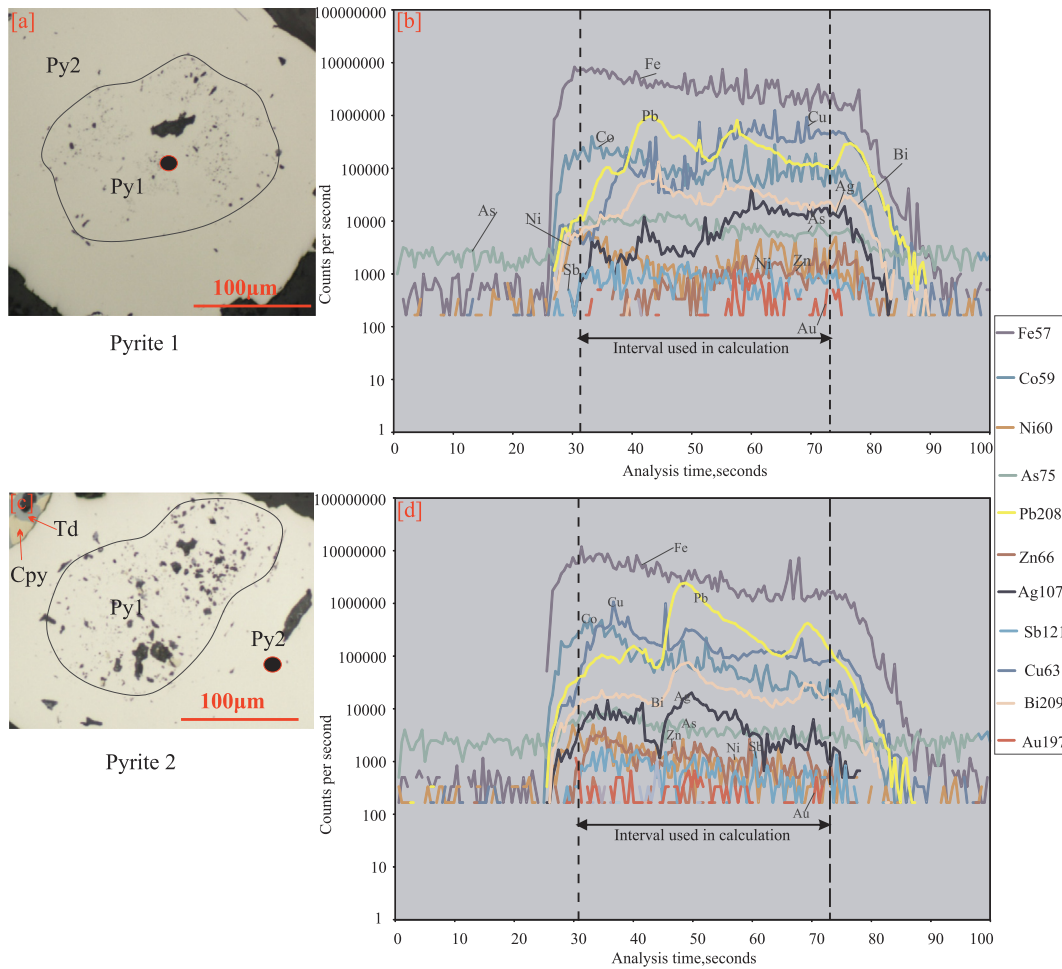 [a]
Py2
Py1
100μm
Pyrite 1
[b]
Counts per second
100000000
10000000
1000000
100000
10000
1000
100
10
1
0
10
20
30
40
50
60
70
80
90
100
Analysis time,seconds
Fe
Cu
Pb
Co
Bi
Ag
As
As
Ni
Sb
Ni
Zn
Au
Interval used in calculation
[c]
Td
Cpy
Py1
Py2
100μm
Pyrite 2
[d]
Counts per second
100000000
10000000
1000000
100000
10000
1000
100
10
1
0
10
20
30
40
50
60
70
80
90
100
Analysis time,seconds
Fe
Pb
Cu
Co
Bi
Ag
As
Zn
Ni
Sb
Au
Interval used in calculation
Fe57
Co59
Ni60
As75
Pb208
Zn66
Ag107
Sb121
Cu63
Bi209
Au197